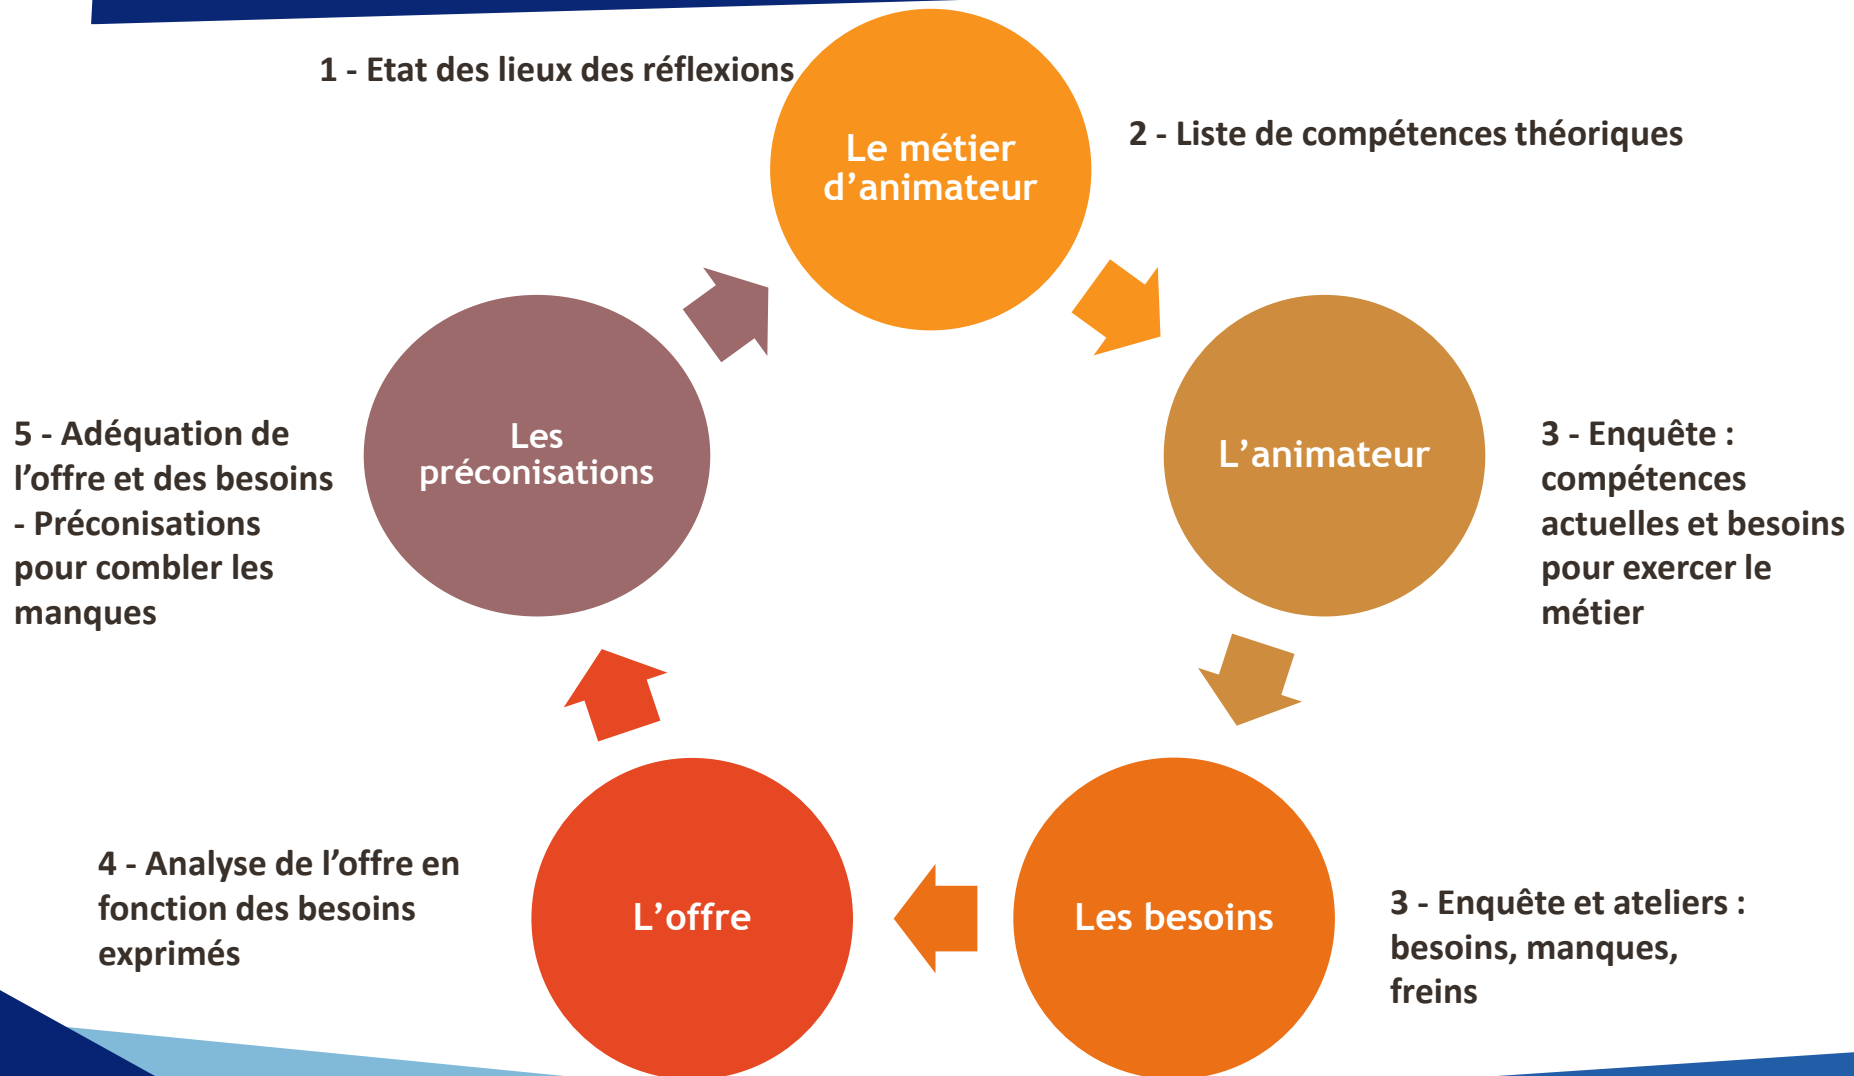 1 - Etat des lieux des réflexions
Le métier
d’animateur
2 - Liste de compétences théoriques
L’animateur
3 - Enquête :
compétences
actuelles et besoins
pour exercer le
métier
Les besoins
3 - Enquête et ateliers :
besoins, manques,
freins
L’offre
4 - Analyse de l’offre en
fonction des besoins
exprimés
Les
préconisations
5 - Adéquation de
l’offre et des besoins
- Préconisations
pour combler les
manques